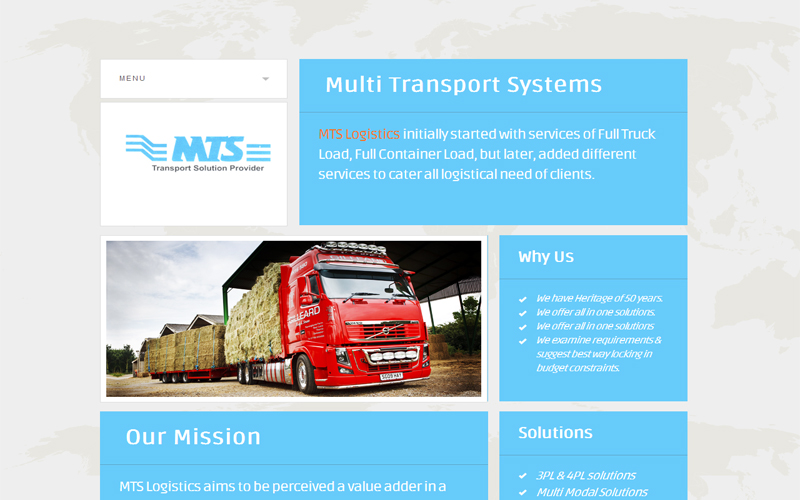 MENU
MTS
Transport Solution Provider
Multi Transport Systems
MTS Logistics initially started with services of Full Truck
Load, Full Container Load, but later, added different
services to cater all logistical need of clients.
Why Us
We have Heritage of 50 years.
We offer all in one solutions.
We offer all in one solutions
We examine requirements &
suggest best way locking in
budget constraints.
Our Mission
MTS Logistics aims to be perceived a value adder in a
Solutions
3PL & 4PL solutions
Multi Modal Solutions